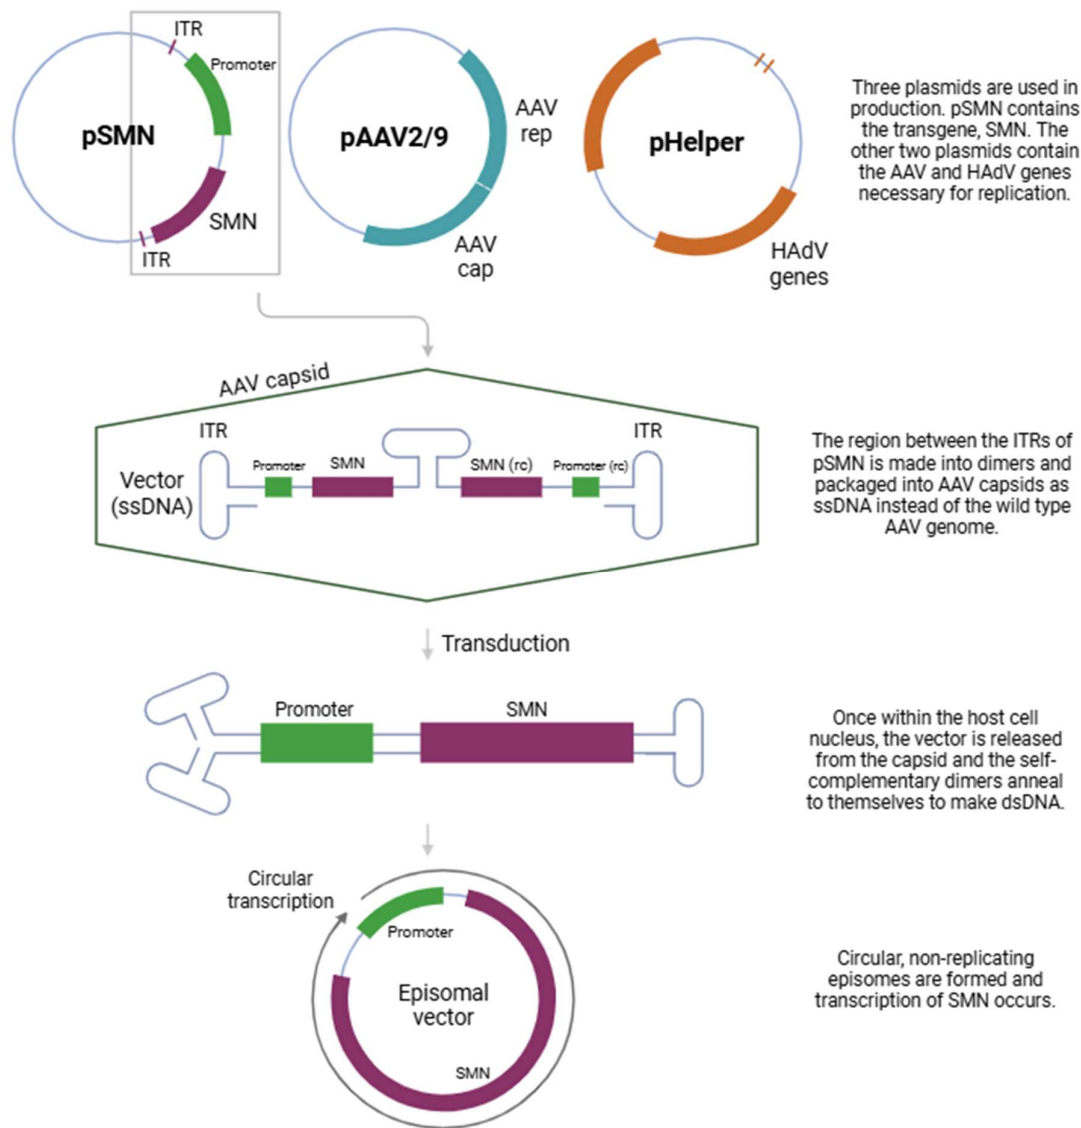 ITR
Promoter
pSMN
SMN
ITR
pAAV2/9
AAV
rep
AAV
cap
pHelper
HAdV
genes
Three plasmids are used in
production. pSMN contains
the transgene, SMN. The
other two plasmids contain
the AAV and HAdV genes
necessary for replication.
AAV capsid
ITR
ITR
Vector
(ssDNA)
Promoter
SMN
SMN (rc)
Promoter (rc)
The region between the ITRs of
pSMN is made into dimers and
packaged into AAV capsids as
ssDNA instead of the wild type
AAV genome.
Transduction
Promoter
SMN
Once within the host cell
nucleus, the vector is released
from the capsid and the self-
complementary dimers anneal
to themselves to make dsDNA.
Circular
transcription
Promoter
Episomal
vector
SMN
Circular, non-replicating
episomes are formed and
transcription of SMN occurs.